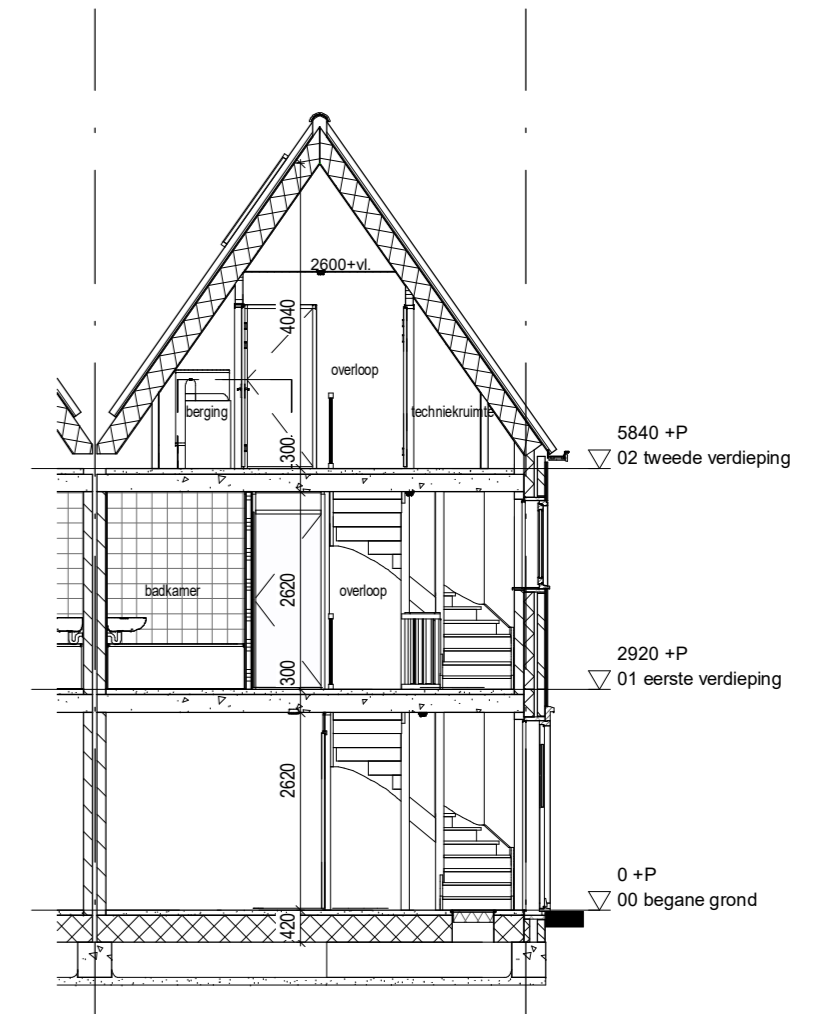 2600+vl.
4040
overloop
berging
techniekruimte
300
5840 +P
02 tweede verdieping
badkamer
2620
overloop
300
2920 +P
01 eerste verdieping
2620
0 +P
00 begane grond
420